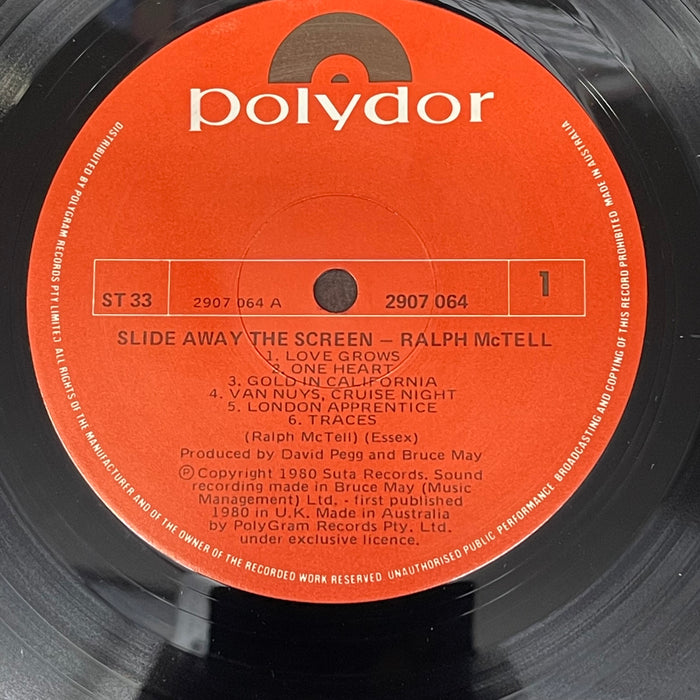 polydor
ST 33
2907 064 A
2907 064
1
SLIDE AWAY THE SCREEN – RALPH McTELL
1. LOVE GROWS
2. ONE HEART
3. GOLD IN CALIFORNIA
4. VAN NUYS, CRUISE NIGHT
5. LONDON APPRENTICE
6. TRACES
(Ralph McTell) (Essex)
Produced by David Pegg and Bruce May
Ⓟ Copyright 1980 Suta Records. Sound
recording made in Bruce May (Music
Management) Ltd. - first published
1980 in U.K. Made in Australia
by PolyGram Records Pty. Ltd.
under exclusive licence.
DISTRIBUTED BY POLYGRAM RECORDS PTY LIMITED ALL RIGHTS OF THE MANUFACTURER AND OF THE OWNER OF THE RECORDED WORK RESERVED UNAUTHORISED PUBLIC PERFORMANCE BROADCASTING AND COPYING OF THIS RECORD PROHIBITED MADE IN AUSTRALIA